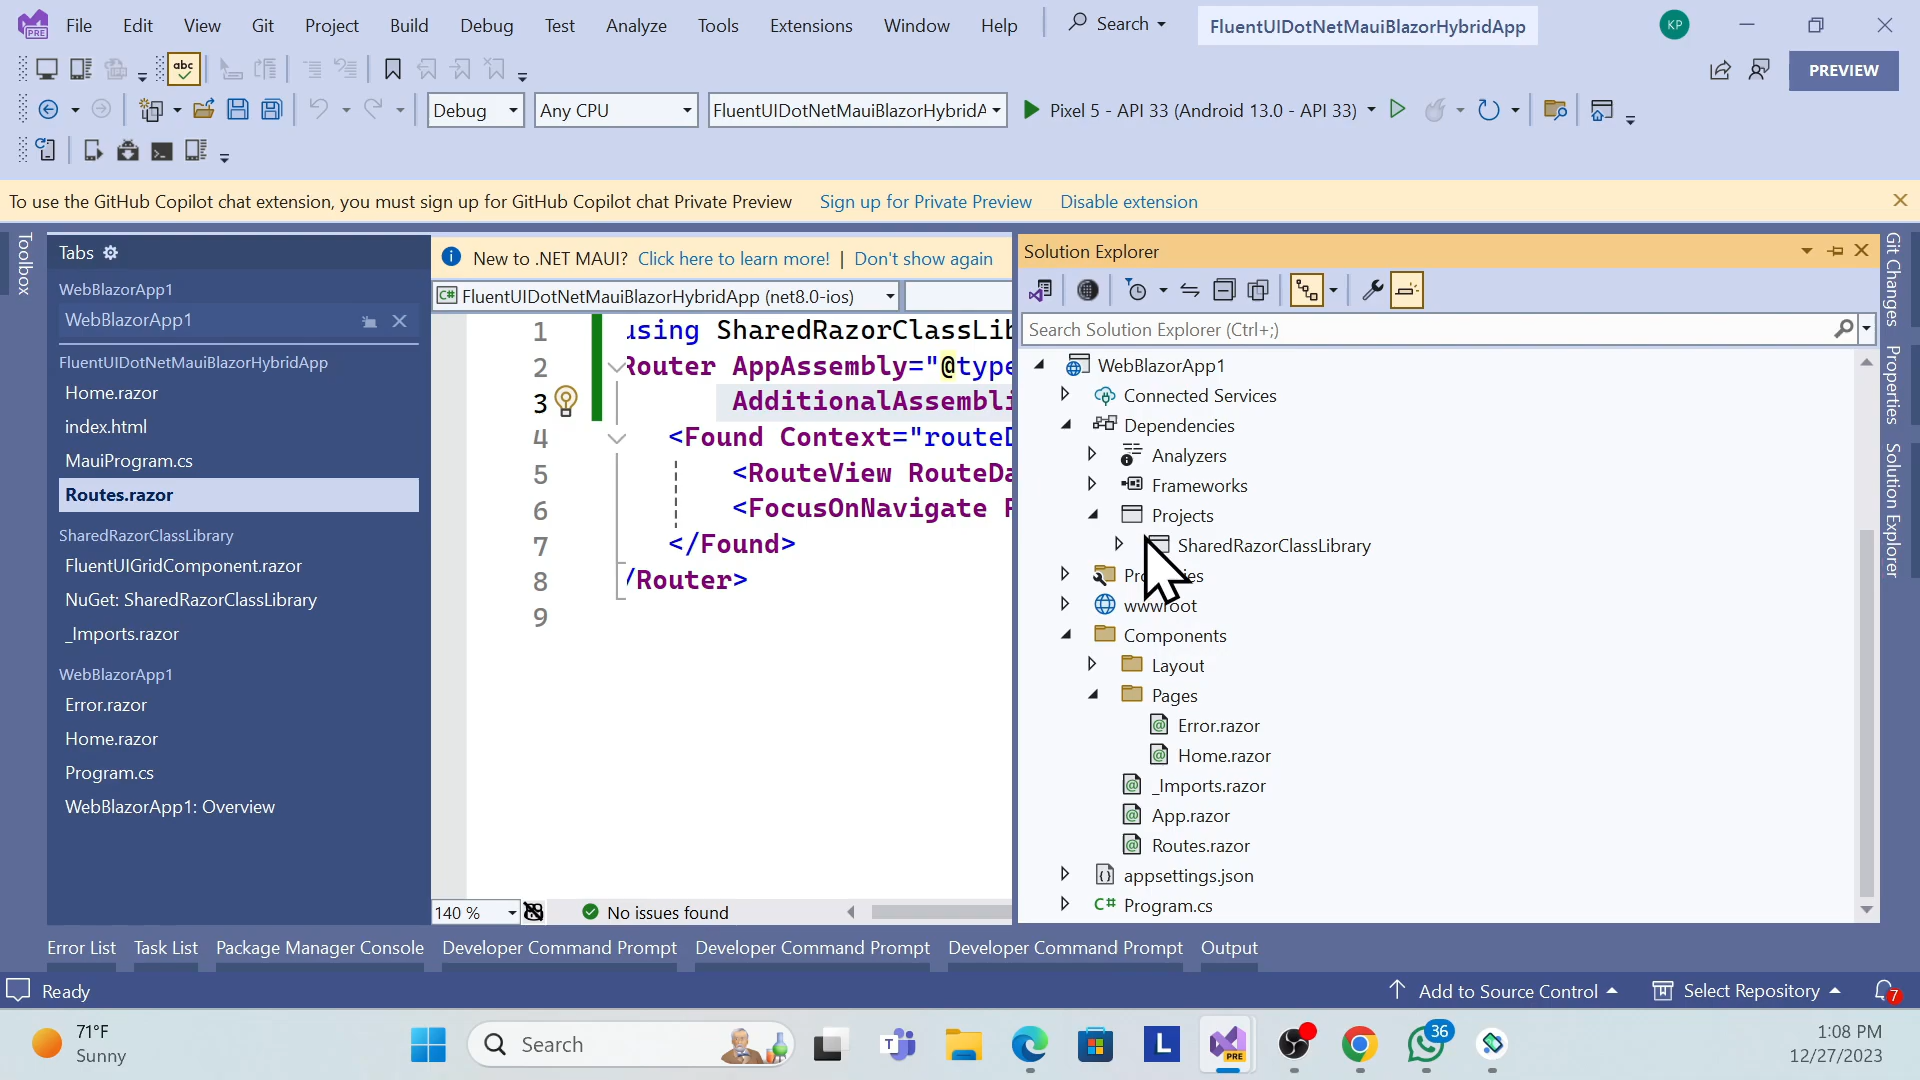 PRE File Edit View Git Project Build Debug Test Analyze Tools Extensions Window Help Search FluentUIDotNetMauiBlazorHybridApp KP
abc PREVIEW
Debug Any CPU FluentUIDotNetMauiBlazorHybridA Pixel 5 - API 33 (Android 13.0 - API 33)
To use the GitHub Copilot chat extension, you must sign up for GitHub Copilot chat Private Preview Sign up for Private Preview Disable extension
Toolbox
Tabs
WebBlazorApp1
WebBlazorApp1
FluentUIDotNetMauiBlazorHybridApp
Home.razor
index.html
MauiProgram.cs
Routes.razor
SharedRazorClassLibrary
FluentUIGridComponent.razor
NuGet: SharedRazorClassLibrary
_Imports.razor
WebBlazorApp1
Error.razor
Home.razor
Program.cs
WebBlazorApp1: Overview
New to .NET MAUI? Click here to learn more! | Don't show again
C# FluentUIDotNetMauiBlazorHybridApp (net8.0-ios)
1 using SharedRazorClassLib
2 Router AppAssembly="@type
3 AdditionalAssembli
4 <Found Context="routeD
5 <RouteView RouteDa
6 <FocusOnNavigate
7 </Found>
8 /Router>
9
140 % No issues found
Solution Explorer
Search Solution Explorer (Ctrl+;)
WebBlazorApp1
Connected Services
Dependencies
Analyzers
Frameworks
Projects
SharedRazorClassLibrary
wwwroot
Components
Layout
Pages
Error.razor
Home.razor
_Imports.razor
App.razor
Routes.razor
appsettings.json
C# Program.cs
Git Changes
Properties
Solution Explorer
Error List Task List Package Manager Console Developer Command Prompt Developer Command Prompt Developer Command Prompt Output
Ready Add to Source Control Select Repository 7
71°F
Sunny
Search
T L PRE 36
1:08 PM
12/27/2023